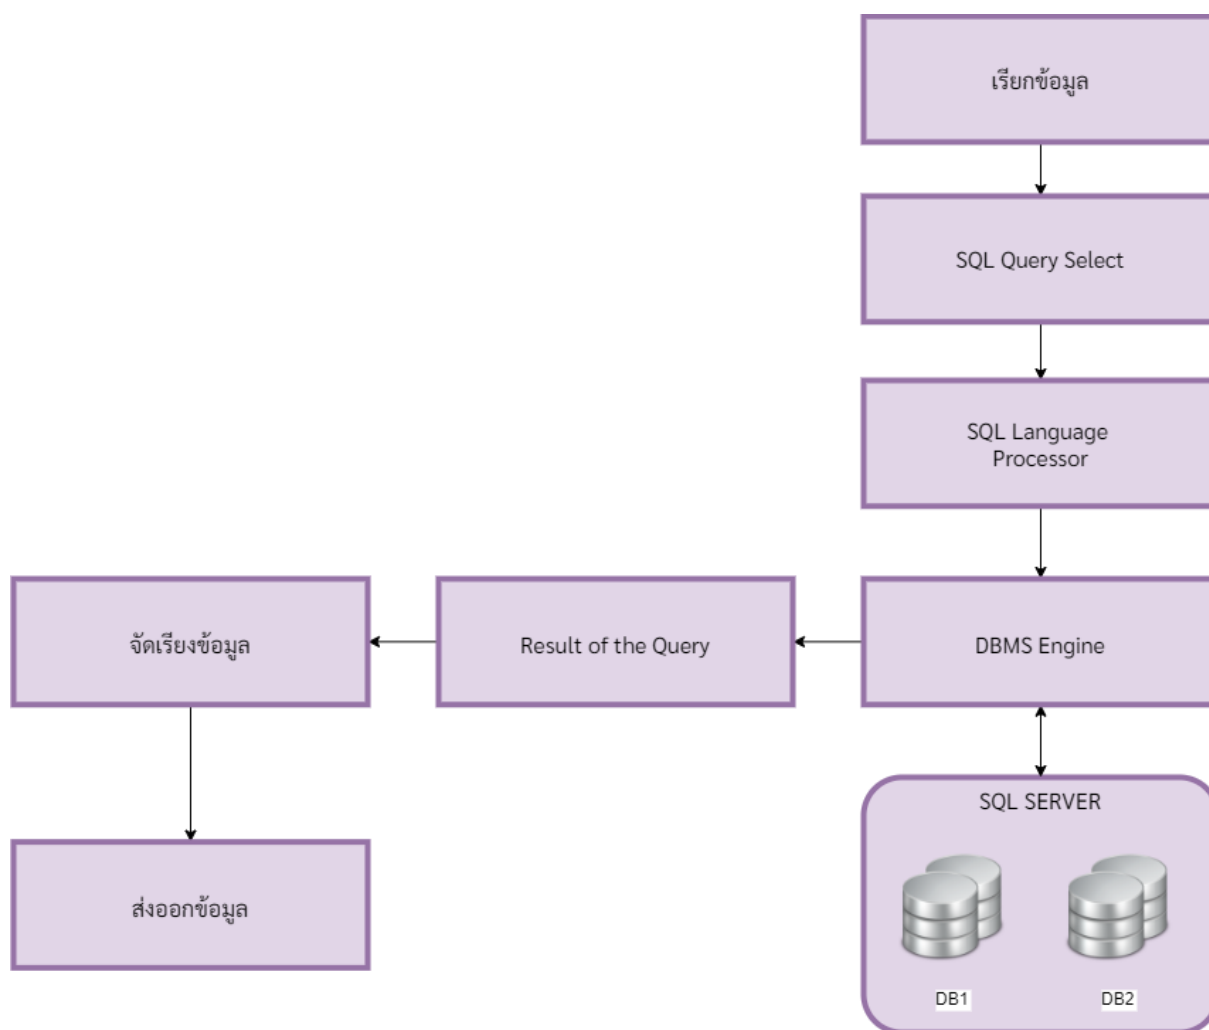 เรียกข้อมูล
SQL Query Select
SQL Language
Processor
จัดเรียงข้อมูล
Result of the Query
DBMS Engine
SQL SERVER
ส่งออกข้อมูล
DB1
DB2